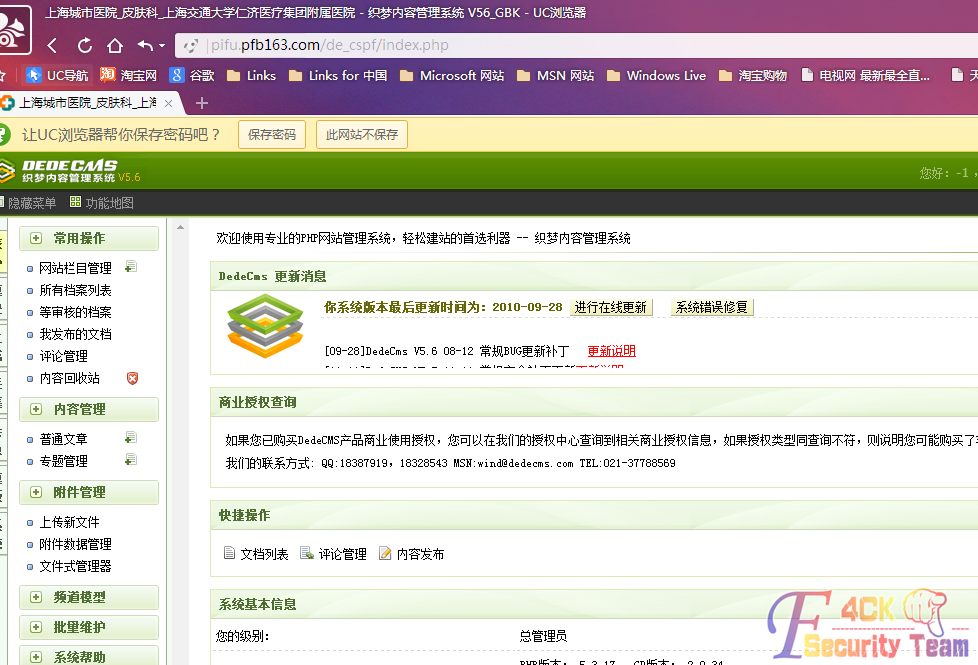 上海城市医院_皮肤科_上海交通大学仁济医疗集团附属医院 - 织梦内容管理系统 V56_GBK - UC浏览器
pifu.pfb163.com/de_cspf/index.php
UC导航 淘宝网 谷歌 Links Links for 中国 Microsoft 网站 MSN 网站 Windows Live 淘宝购物 电视网 最新最全直...
上海城市医院_皮肤科_上海
让UC浏览器帮你保存密码吧？ 保存密码 此网站不保存
DEDECMS
织梦内容管理系统 V5.6
您好：-1，
隐藏菜单 功能地图
常用操作
网站栏目管理
所有档案列表
等审核的档案
我发布的文档
评论管理
内容回收站
内容管理
普通文章
专题管理
附件管理
上传新文件
附件数据管理
文件式管理器
频道模型
批量维护
系统帮助
欢迎使用专业的PHP网站管理系统，轻松建站的首选利器 -- 织梦内容管理系统
DedeCms 更新消息
你系统版本最后更新时间为：2010-09-28 进行在线更新 系统错误修复
[09-28]DedeCms V5.6 08-12 常规BUG更新补丁 更新说明
商业授权查询
如果您已购买DedeCMS产品商业使用授权，您可以在我们的授权中心查询到相关商业授权信息，如果授权类型同查询不符，则说明您可能购买了
我们的联系方式：QQ:18387919，18328543 MSN:wind@dedecms.com TEL:021-37788569
快捷操作
文档列表 评论管理 内容发布
系统基本信息
您的级别： 总管理员
PHP版本： 5.3.17 GD版本： 2.0.34
F4CK
Security Team